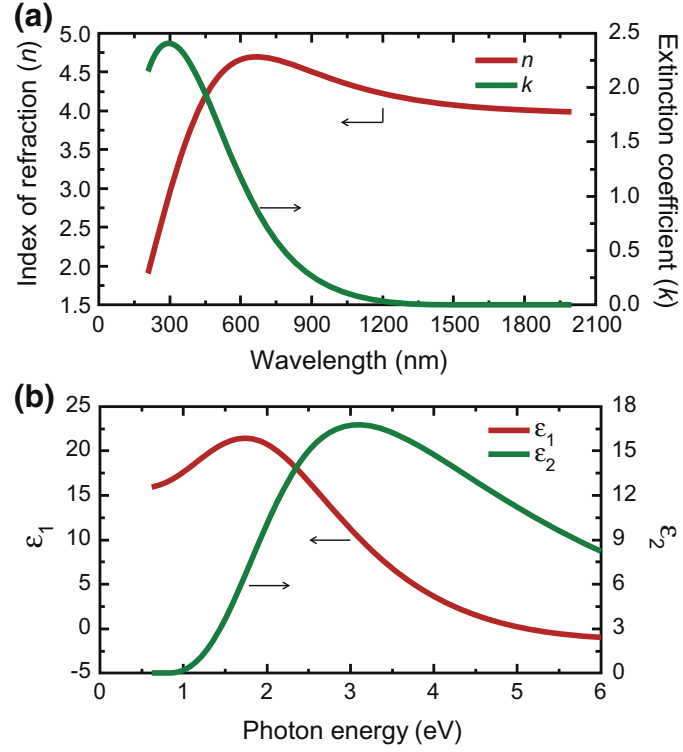 (a)
5.0
4.5
4.0
3.5
3.0
2.5
2.0
1.5
Index of refraction (n)
2.5
2.0
1.5
1.0
0.5
0.0
Extinction coefficient (k)
n
k
0 300 600 900 1200 1500 1800 2100
Wavelength (nm)
(b)
25
20
15
10
5
0
-5
ε1
18
15
12
9
6
3
0
ε2
ε1
ε2
0 1 2 3 4 5 6
Photon energy (eV)